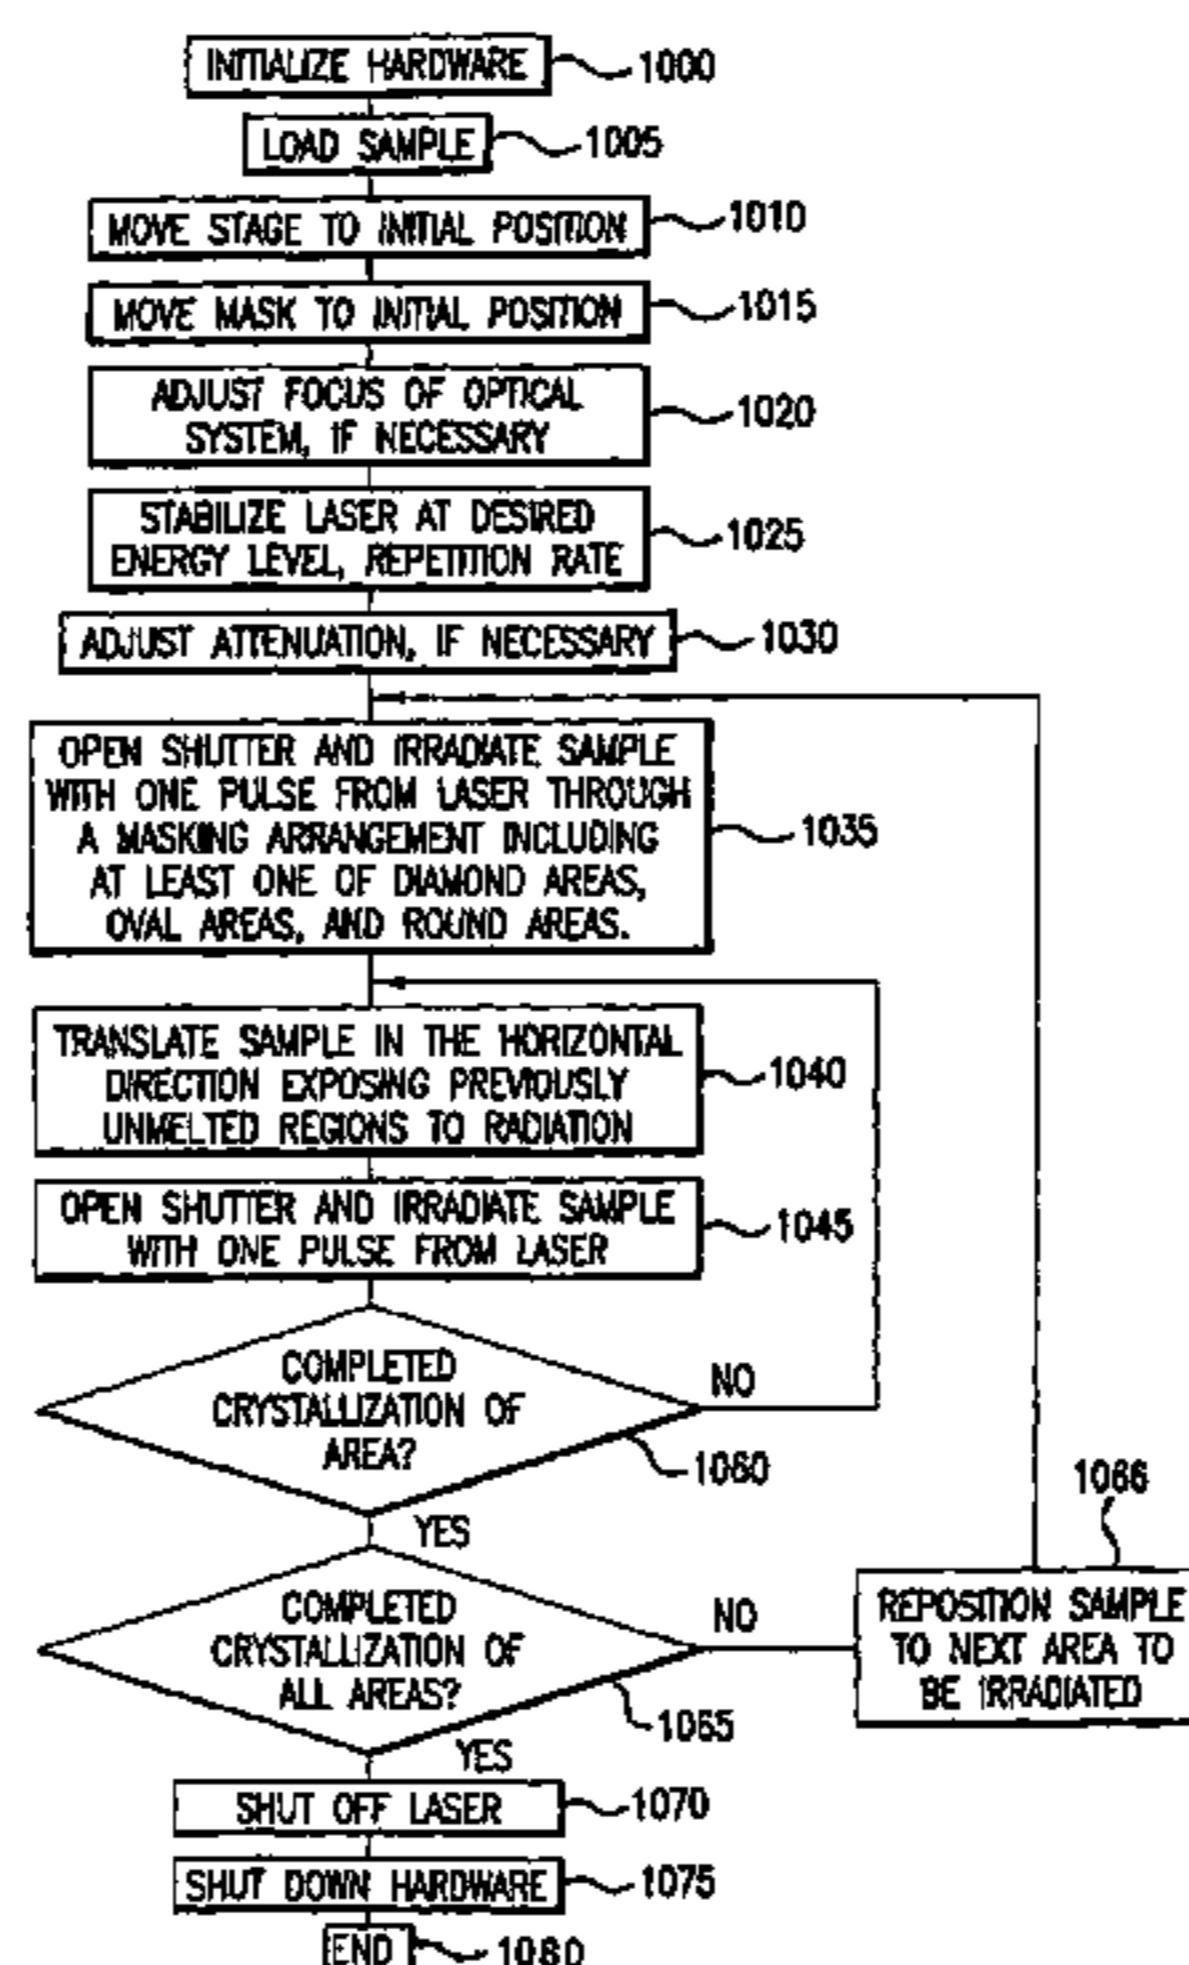 INITIALIZE HARDWARE
1000
LOAD SAMPLE
1005
MOVE STAGE TO INITIAL POSITION
1010
MOVE MASK TO INITIAL POSITION
1015
ADJUST FOCUS OF OPTICAL
SYSTEM, IF NECESSARY
1020
STABILIZE LASER AT DESIRED
ENERGY LEVEL, REPETITION RATE
1025
ADJUST ATTENUATION, IF NECESSARY
1030
OPEN SHUTTER AND IRRADIATE SAMPLE
WITH ONE PULSE FROM LASER THROUGH
A MASKING ARRANGEMENT INCLUDING
AT LEAST ONE OF DIAMOND AREAS,
OVAL AREAS, AND ROUND AREAS.
1035
TRANSLATE SAMPLE IN THE HORIZONTAL
DIRECTION EXPOSING PREVIOUSLY
UNMELTED REGIONS TO RADIATION
1040
OPEN SHUTTER AND IRRADIATE SAMPLE
WITH ONE PULSE FROM LASER
1045
COMPLETED
CRYSTALLIZATION OF
AREA?
NO
1060
YES
COMPLETED
CRYSTALLIZATION OF
ALL AREAS?
NO
1065
YES
1066
REPOSITION SAMPLE
TO NEXT AREA TO
BE IRRADIATED
SHUT OFF LASER
1070
SHUT DOWN HARDWARE
1075
END
1080